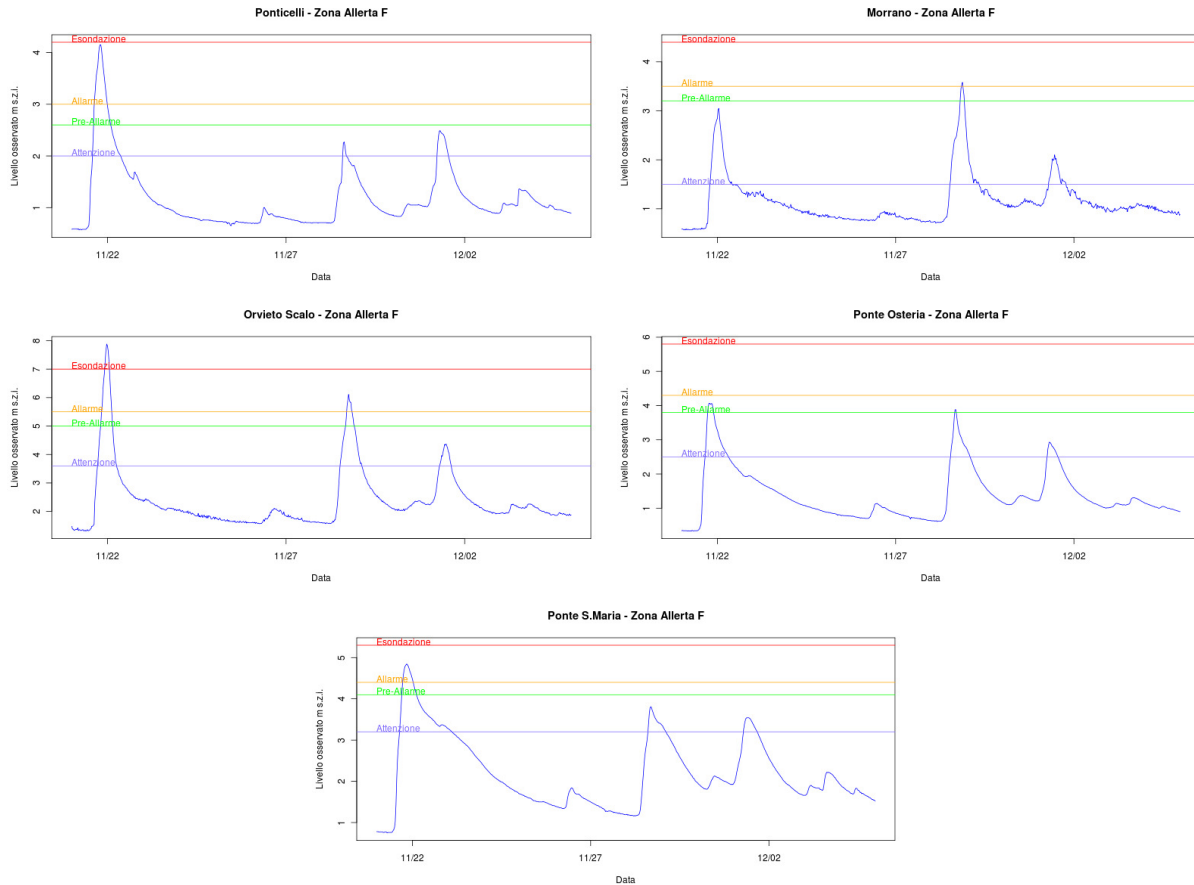 Ponticelli - Zona Allerta F
Livello osservato m s.z.i.
4
3
2
1
Esondazione
Allarme
Pre-Allarme
Attenzione
11/22
11/27
12/02
Data
Morrano - Zona Allerta F
Livello osservato m s.z.i.
4
3
2
1
Esondazione
Allarme
Pre-Allarme
Attenzione
11/22
11/27
12/02
Data
Orvieto Scalo - Zona Allerta F
Livello osservato m s.z.i.
8
7
6
5
4
3
2
Esondazione
Allarme
Pre-Allarme
Attenzione
11/22
11/27
12/02
Data
Ponte Osteria - Zona Allerta F
Livello osservato m s.z.i.
6
5
4
3
2
1
Esondazione
Allarme
Pre-Allarme
Attenzione
11/22
11/27
12/02
Data
Ponte S.Maria - Zona Allerta F
Livello osservato m s.z.i.
5
4
3
2
1
Esondazione
Allarme
Pre-Allarme
Attenzione
11/22
11/27
12/02
Data